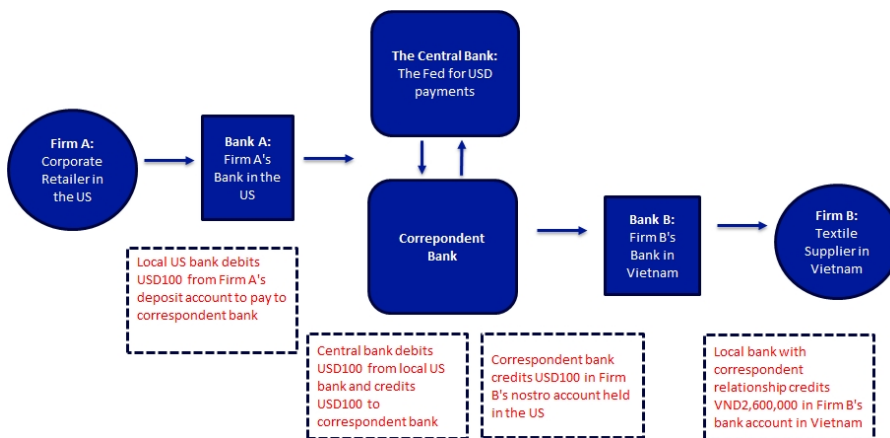 The Central Bank:
The Fed for USD
payments
Firm A:
Corporate
Retailer in
the US
Bank A:
Firm A's
Bank in the
US
Correpondent
Bank
Bank B:
Firm B's
Bank in
Vietnam
Firm B:
Textile
Supplier in
Vietnam
Local US bank debits
USD100 from Firm A's
deposit account to pay to
correspondent bank
Central bank debits
USD100 from local US
bank and credits
USD100 to
correspondent bank
Correspondent bank
credits USD100 in Firm
B's nostro account held
in the US
Local bank with
correspondent
relationship credits
VND2,600,000 in Firm B's
bank account in Vietnam